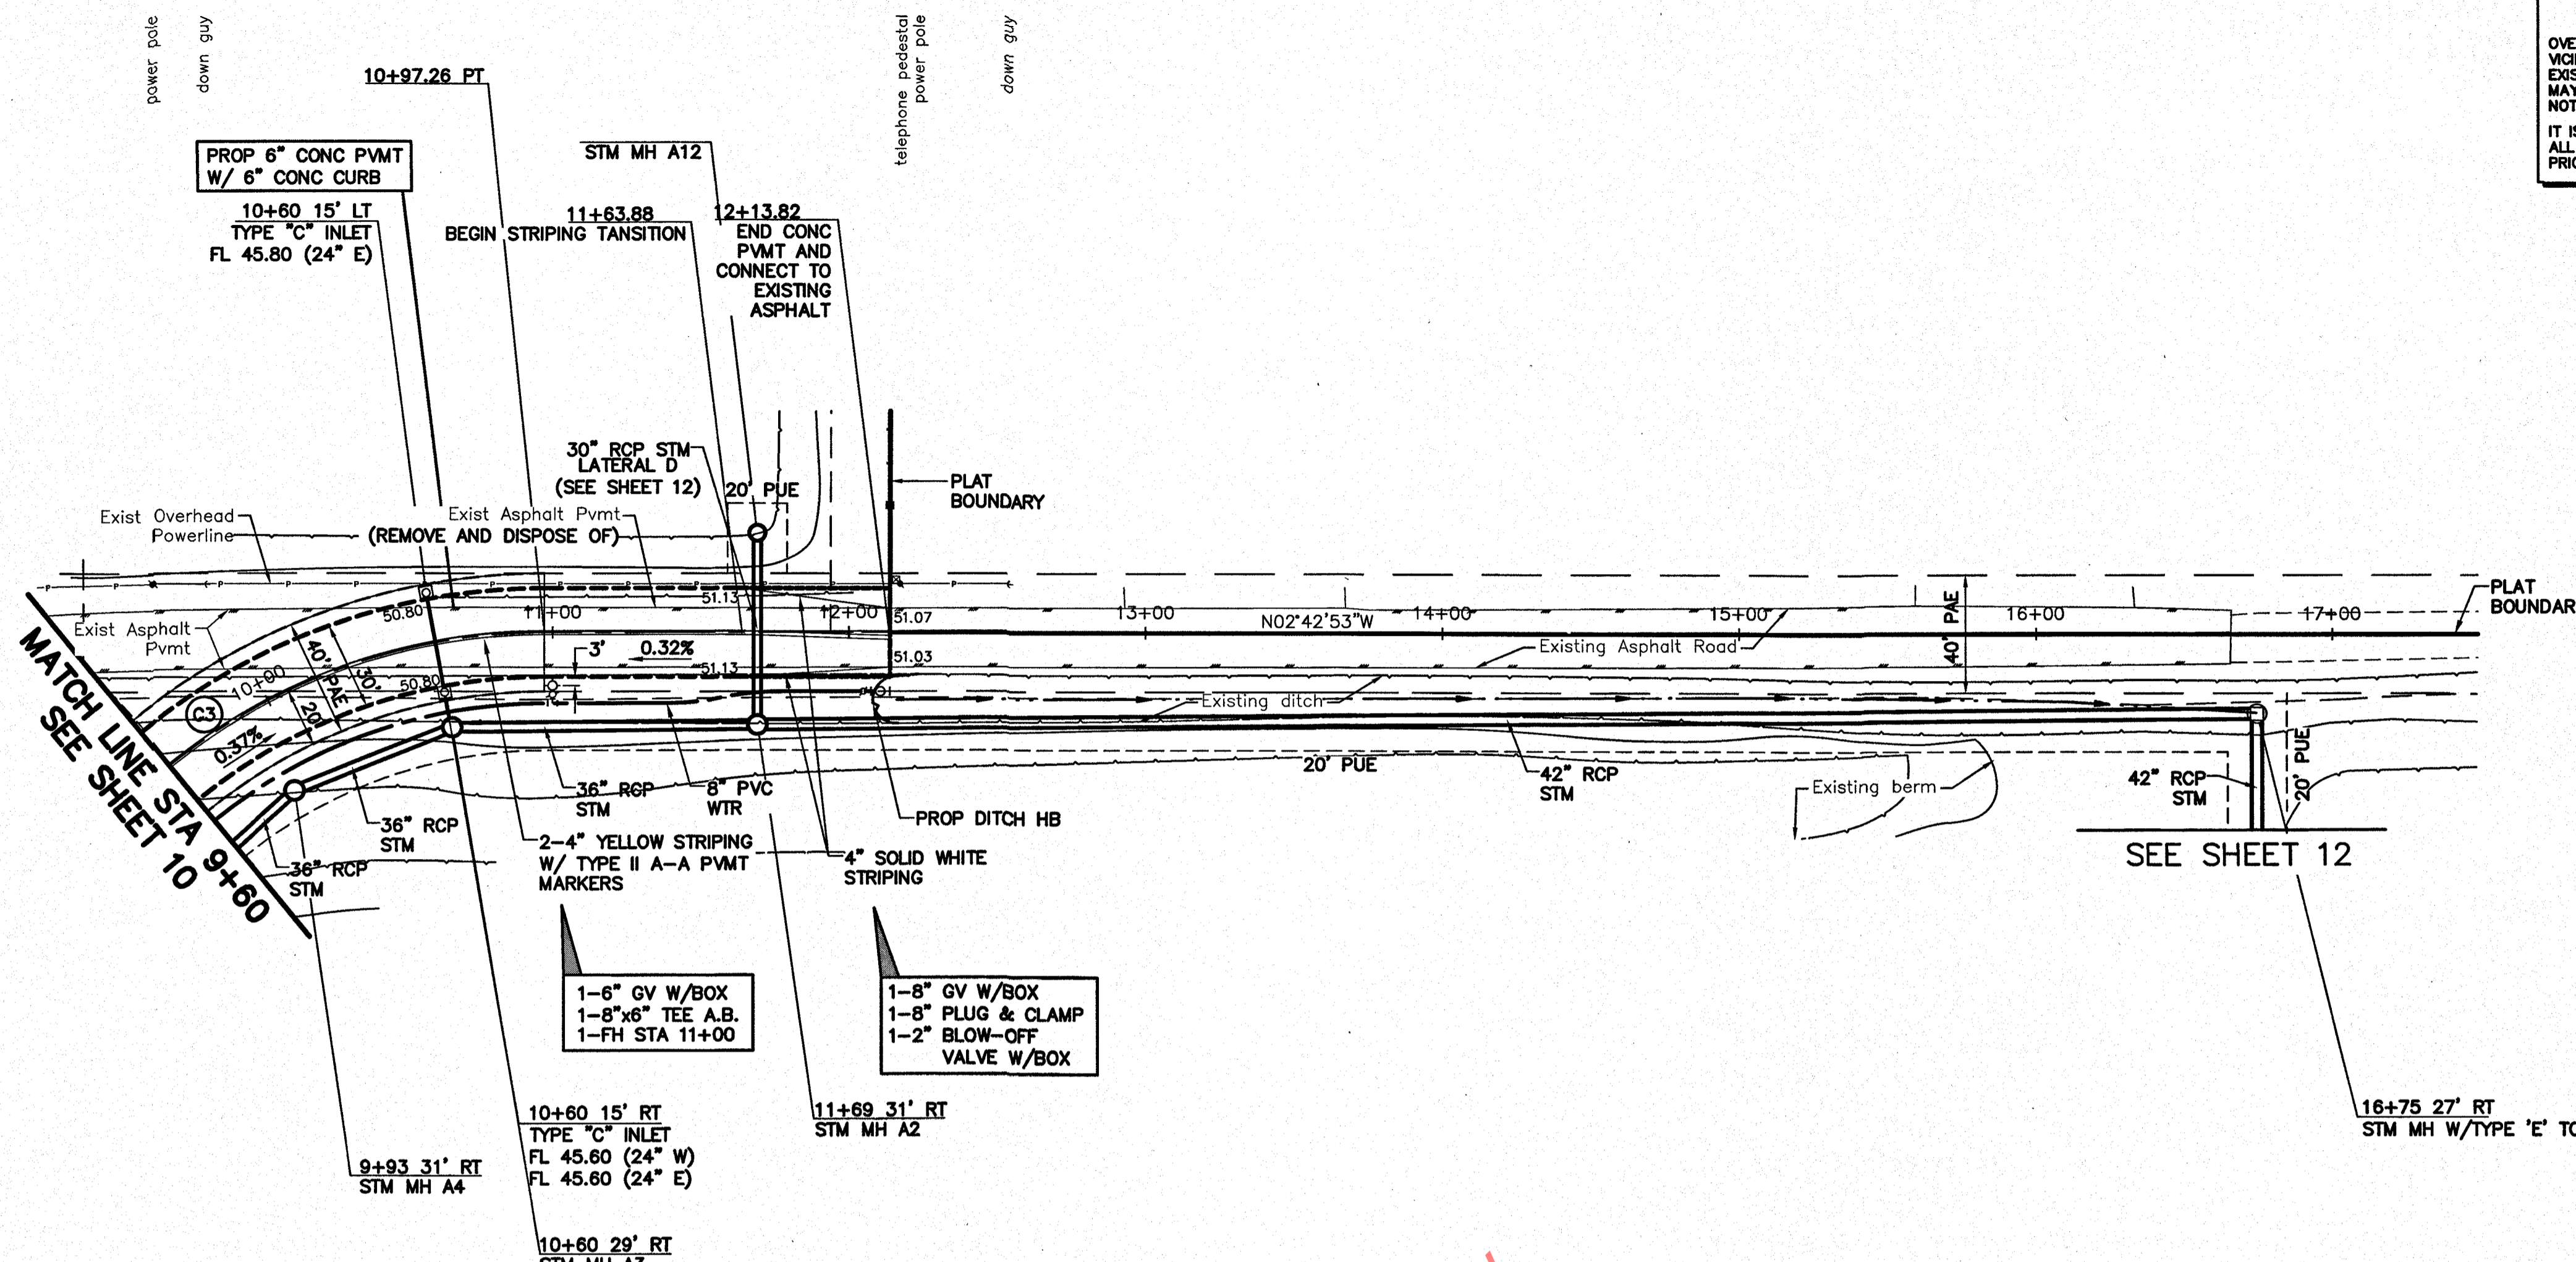 power pole
down guy
telephone pedestal
power pole
down guy
10+97.26 PT
PROP 6" CONC PVMT
W/ 6" CONC CURB
10+60 15' LT
TYPE "C" INLET
FL 45.80 (24" E)
STM MH A12
11+63.88
BEGIN STRIPING TANSITION
12+13.82
END CONC
PVMT AND
CONNECT TO
EXISTING
ASPHALT
30" RCP STM
LATERAL D
(SEE SHEET 12)
20' PUE
PLAT
BOUNDARY
Exist Overhead
Powerline
Exist Asphalt Pvmt
(REMOVE AND DISPOSE OF)
Exist Asphalt
Pvmt
50.80
11+00
51.13
12+00
51.07
13+00
N02°42'53"W
14+00
15+00
16+00
17+00
PLAT
40' PAE
Existing Asphalt Road
51.03
51.13
3'
0.32%
50.80
10+00
40' PAE
30'
20'
C3
0.37%
Existing ditch
MATCH LINE STA 9+60
SEE SHEET 10
36" RCP
STM
36" RCP
STM
36" RCP
STM
8" PVC
WTR
PROP DITCH HB
2-4" YELLOW STRIPING
W/ TYPE II A-A PVMT
MARKERS
4" SOLID WHITE
STRIPING
20' PUE
42" RCP
STM
Existing berm
42" RCP
STM
20' PUE
SEE SHEET 12
1-6" GV W/BOX
1-8"x6" TEE A.B.
1-FH STA 11+00
1-8" GV W/BOX
1-8" PLUG & CLAMP
1-2" BLOW-OFF
VALVE W/BOX
11+69 31' RT
STM MH A2
10+60 15' RT
TYPE "C" INLET
FL 45.60 (24" W)
FL 45.60 (24" E)
9+93 31' RT
STM MH A4
10+60 29' RT
STM MH A3
16+75 27' RT
STM MH W/TYPE 'E'
NOT
IT IS
ALL